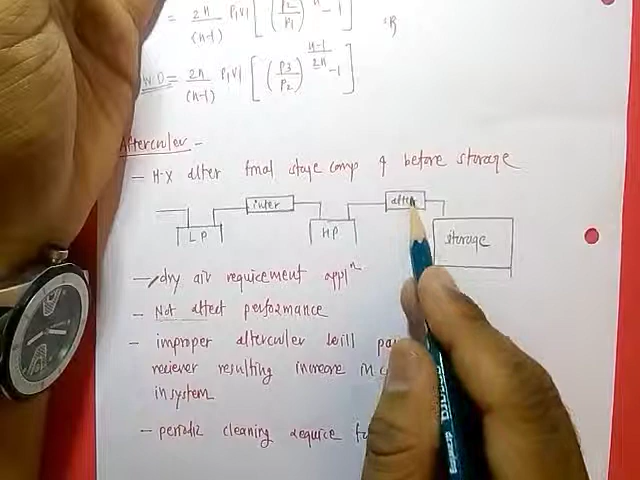 = 2n/(n-1) P1V1 [ (P2/P1)^n - 1 ]
W.D = 2n/(n-1) P1V1 [ (P3/P2)^(n-1/2n) - 1 ]
Aftercooler -
- H-X after final stage comp & before storage
LP inter HP after storage
- dry air requirement appl^n
- Not affect performance
- improper aftercooler will
reciever resulting increase in
in system
- periodic cleaning require